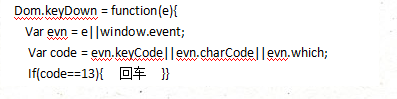 Dom.keyDown = function(e){
Var evn = e||window.event;
Var code = evn.keyCode||evn.charCode||evn.which;
If(code==13){ 回车 }}